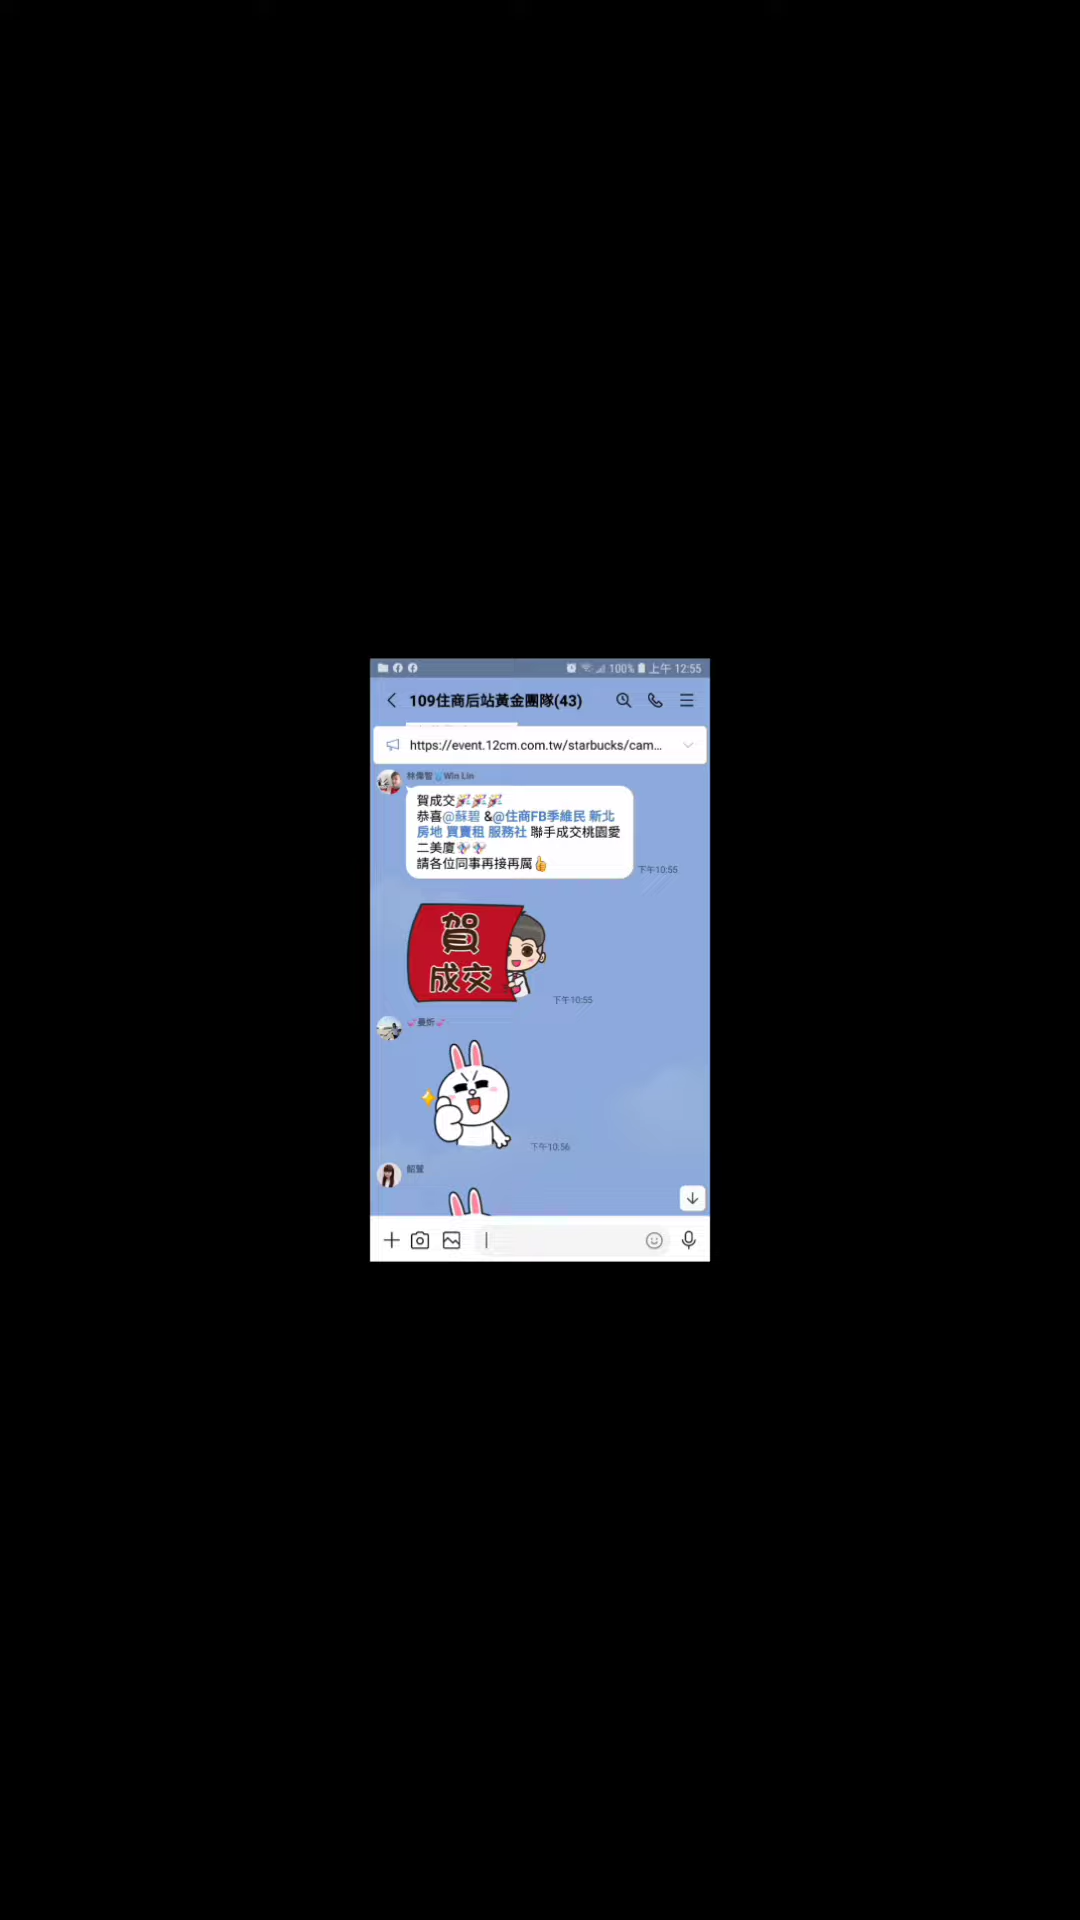 100% 上午 12:55
109住商后站黃金團隊(43)
https://event.12cm.com.tw/starbucks/cam...
林偉智 Win Lin
賀成交🎉🎉🎉
恭喜@蘇碧 &@住商FB季維民 新北
房地 買賣租 服務社 聯手成交桃園愛
二美廈
請各位同事再接再厲👍
下午10:55
賀
成交
下午10:55
下午10:56